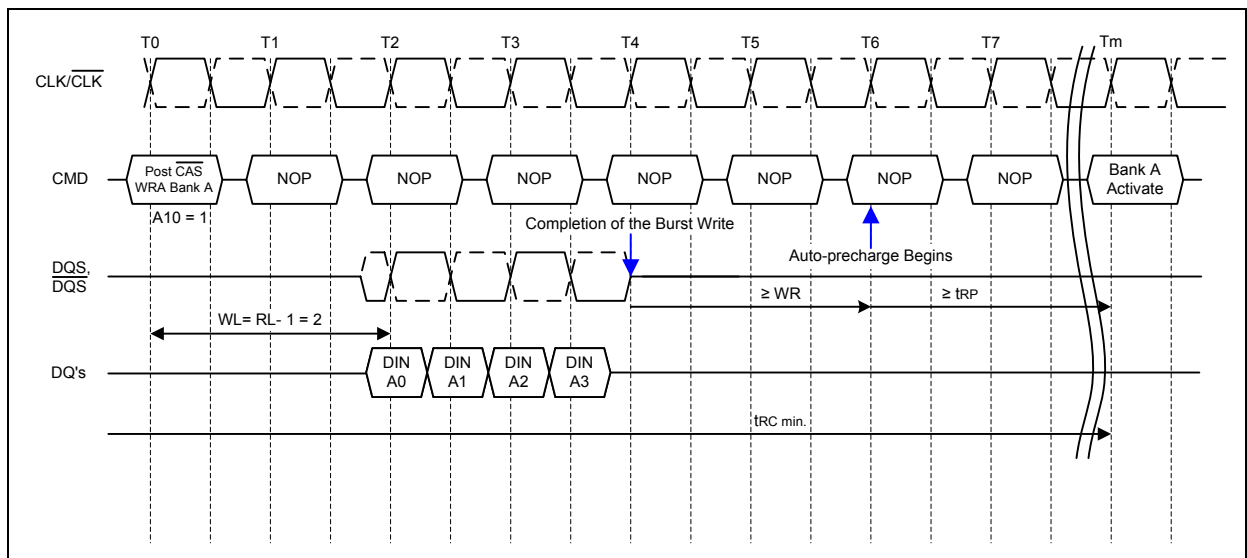 T0 T1 T2 T3 T4 T5 T6 T7 Tm
CLK/CLK
CMD
Post CAS
WRA Bank A
NOP NOP NOP NOP NOP NOP NOP
Bank A
Activate
A10 = 1
Completion of the Burst Write
Auto-precharge Begins
DQS,
DQS
≥ WR
≥ tRP
WL= RL- 1 = 2
DQ's
DIN
A0
DIN
A1
DIN
A2
DIN
A3
tRC min.